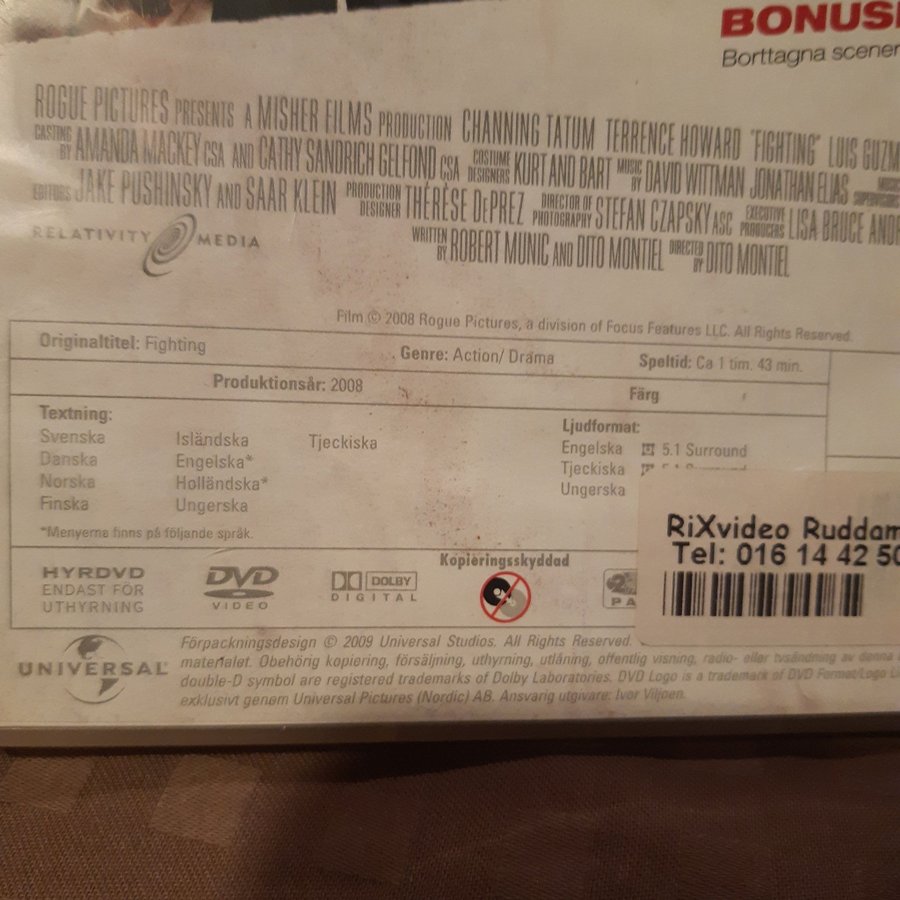 BONUS
Borttagna scener
ROGUE PICTURES PRESENTS A MISHER FILMS PRODUCTION CHANNING TATUM TERRENCE HOWARD "FIGHTING" LUIS GUZM
CASTING BY AMANDA MACKEY CSA AND CATHY SANDRICH GELFOND CSA COSTUME DESIGNERS KURT AND BART MUSIC BY DAVID WITTMAN JONATHAN ELIAS
EDITORS JAKE PUSHINSKY AND SAAR KLEIN PRODUCTION DESIGNER THÉRÈSE DePREZ DIRECTOR OF PHOTOGRAPHY STEFAN CZAPSKY ASC EXECUTIVE PRODUCERS LISA BRUCE ANDR
RELATIVITY MEDIA
WRITTEN BY ROBERT MUNIC AND DITO MONTIEL DIRECTED BY DITO MONTIEL
Film © 2008 Rogue Pictures, a division of Focus Features LLC. All Rights Reserved.
Originaltitel: Fighting
Genre: Action/ Drama
Speltid: Ca 1 tim. 43 min.
Produktionsår: 2008
Färg
Textning:
Svenska
Danska
Norska
Finska
Isländska
Engelska*
Holländska*
Ungerska
Tjeckiska
*Menyerna finns på följande språk.
Ljudformat:
Engelska 5.1 Surround
Tjeckiska
Ungerska
RiXvideo Ruddam
Tel: 016 14 42 50
HYRDVD
ENDAST FÖR
UTHYRNING
DVD
VIDEO
DOLBY
DIGITAL
Kopieringsskyddad
2
PA
UNIVERSAL
Förpackningsdesign © 2009 Universal Studios. All Rights Reserved.
materialet. Obehörig kopiering, försäljning, uthyrning, utlåning, offentlig visning, radio- eller tvsändning av denna
double-D symbol are registered trademarks of Dolby Laboratories. DVD Logo is a trademark of DVD Format/Logo
exklusivt genom Universal Pictures (Nordic) AB. Ansvarig utgivare: Ivor Viljoen.